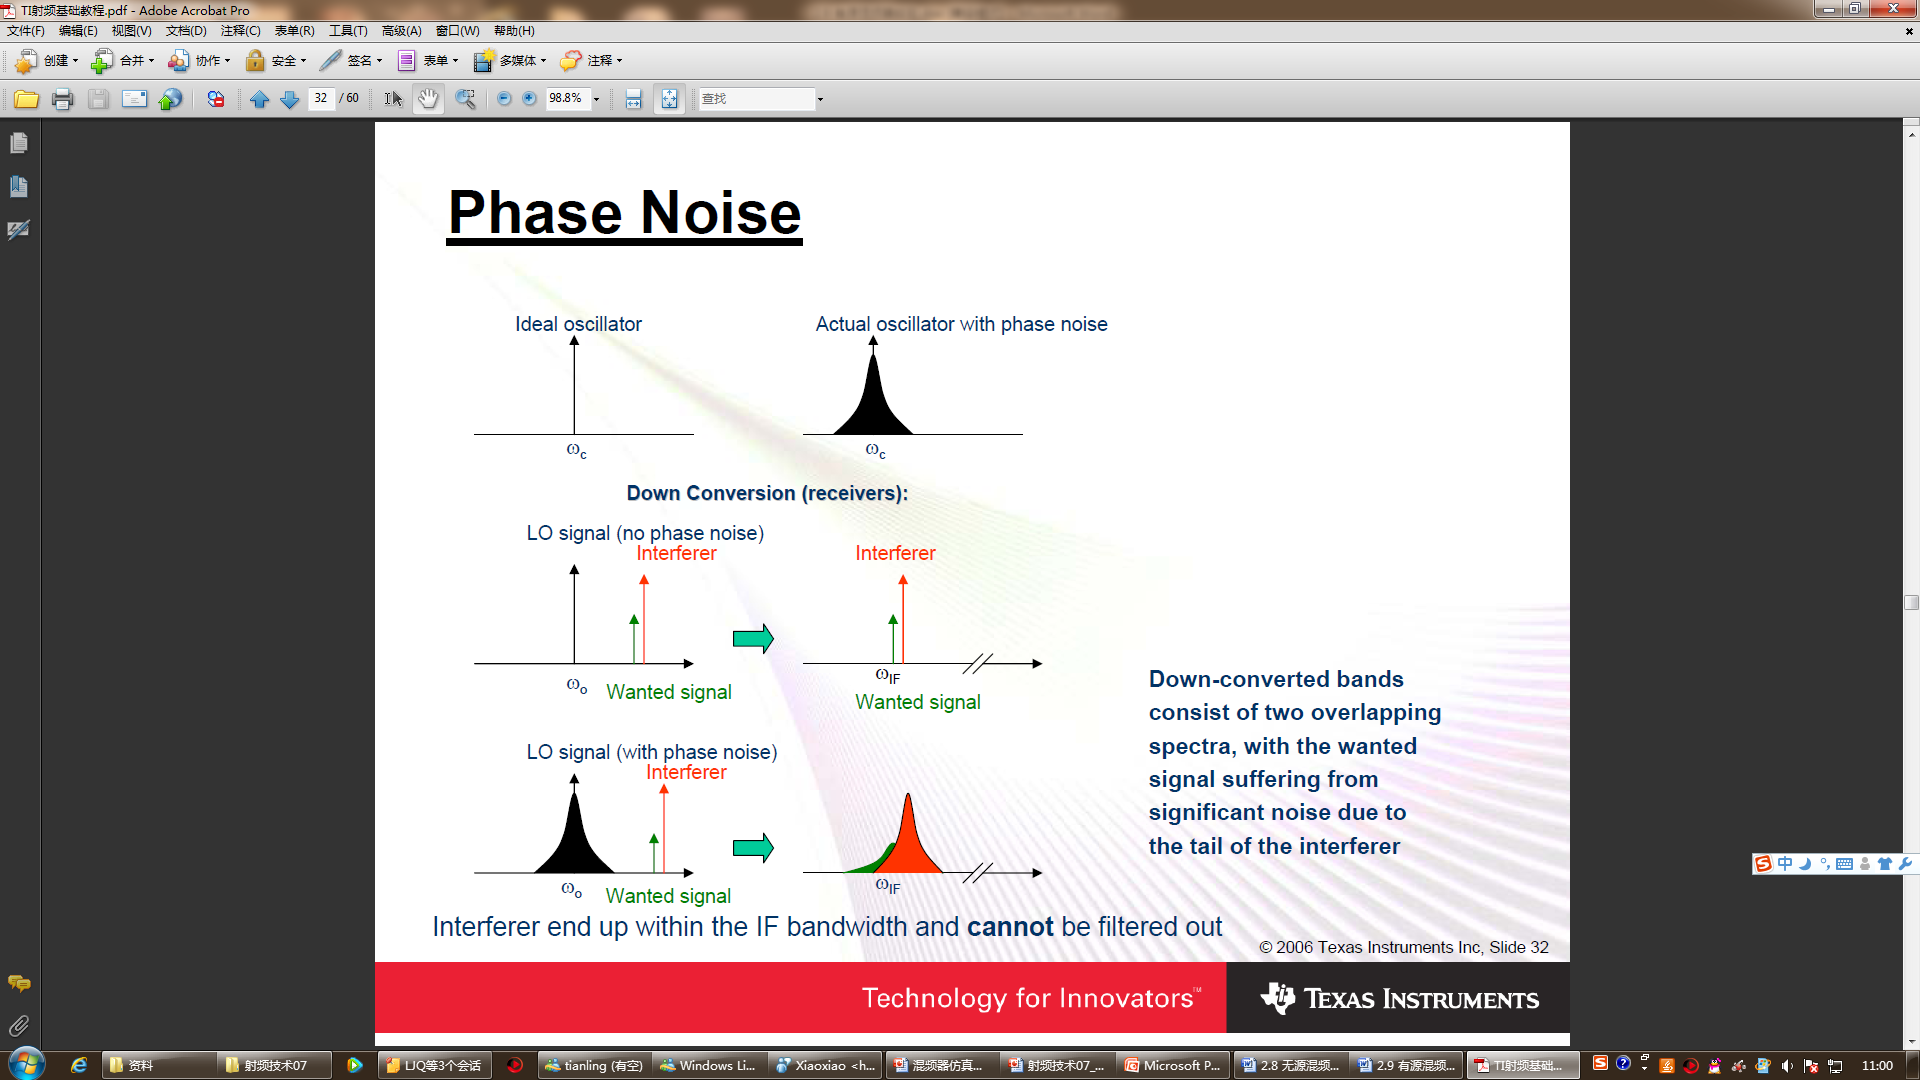 TI射频基础教程.pdf - Adobe Acrobat Pro
文件(F) 编辑(E) 视图(V) 文档(D) 注释(C) 表单(R) 工具(T) 高级(A) 窗口(W) 帮助(H)
创建 合并 协作 安全 签名 表单 多媒体 注释
32 / 60 98.8% 查找
Phase Noise
Ideal oscillator
Actual oscillator with phase noise
ωc
ωc
Down Conversion (receivers):
LO signal (no phase noise)
Interferer
Interferer
ωo
Wanted signal
ωIF
Wanted signal
Down-converted bands
consist of two overlapping
spectra, with the wanted
signal suffering from
significant noise due to
the tail of the interferer
LO signal (with phase noise)
Interferer
ωo
Wanted signal
ωIF
Interferer end up within the IF bandwidth and cannot be filtered out
© 2006 Texas Instruments Inc, Slide 32
Technology for Innovators™
TEXAS INSTRUMENTS
中
资料 射频技术07 LJQ等3个会话 tianling (有空) Windows Li... Xiaoxiao <h... 混频器仿真... 射频技术07_... Microsoft P... 2.8 无源混频... 2.9 有源混频... TI射频基础... 11:00